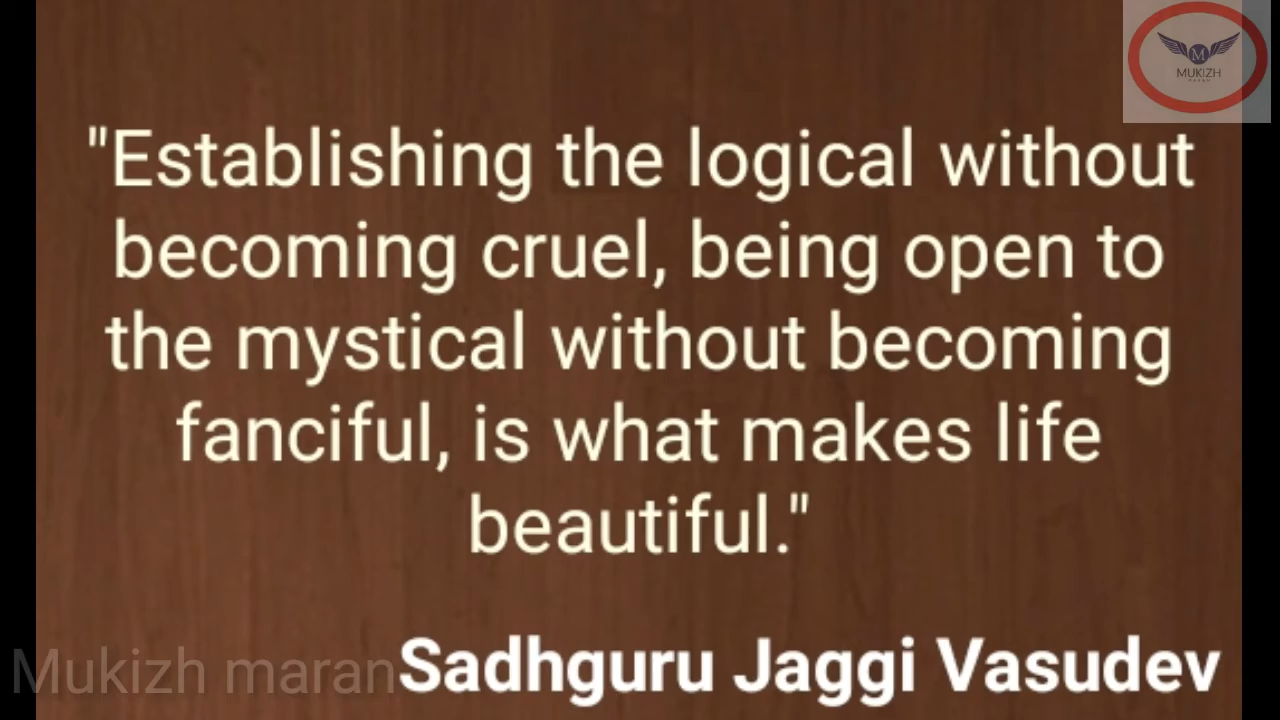 MUKIZH
MARAN
"Establishing the logical without
becoming cruel, being open to
the mystical without becoming
fanciful, is what makes life
beautiful."
Mukizh maran
Sadhguru Jaggi Vasudev